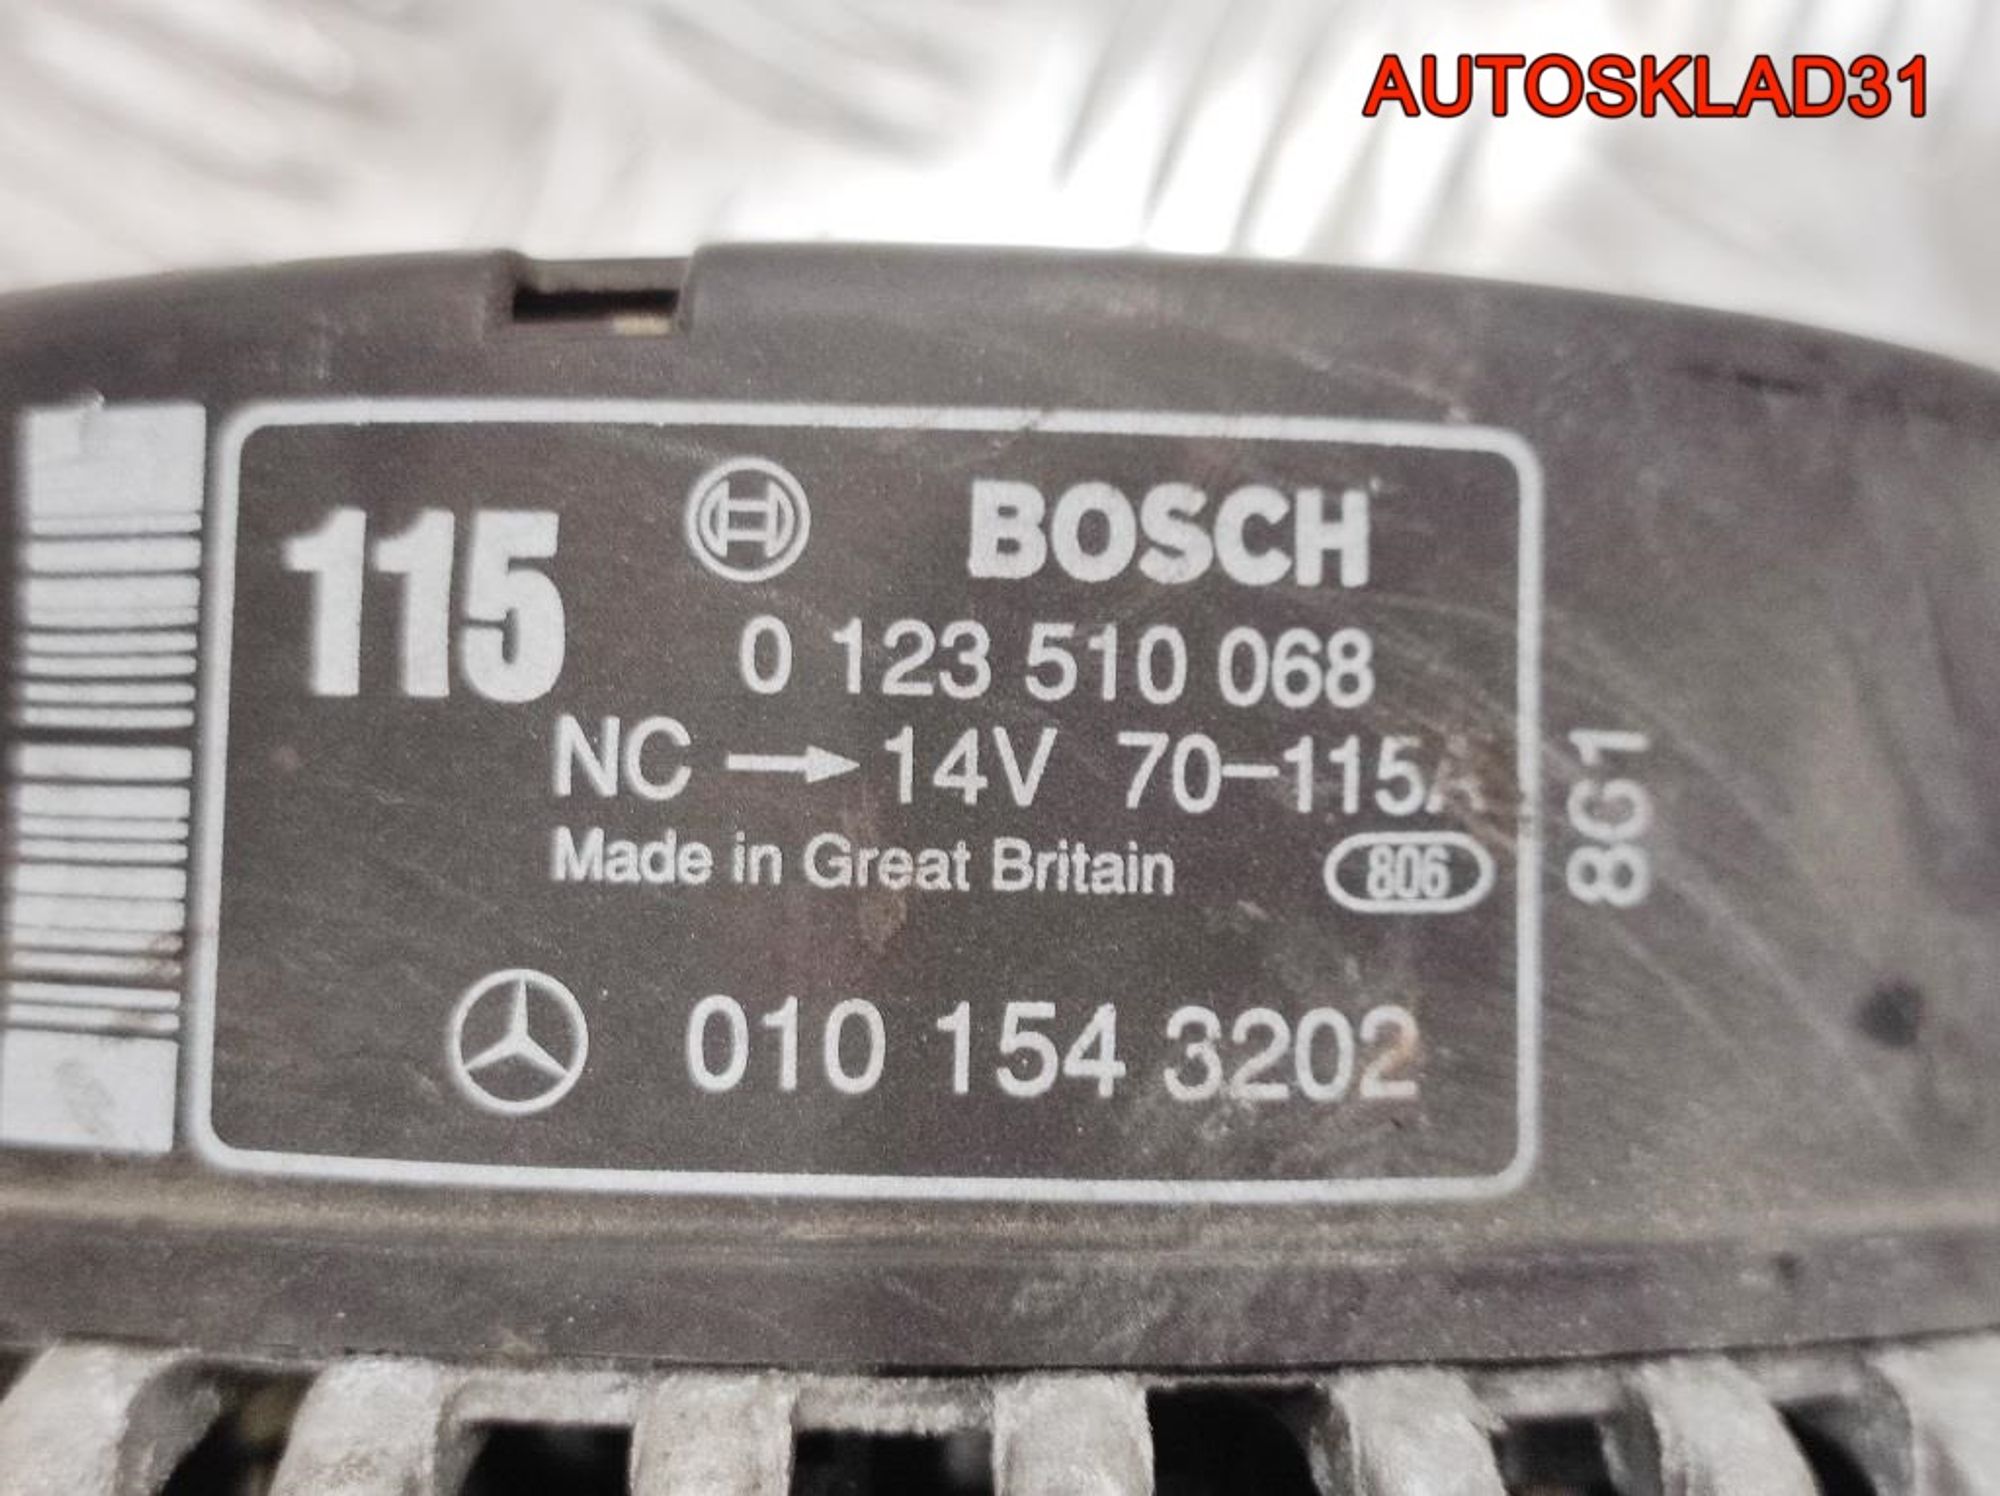 AUTOSKLAD31
115 BOSCH
0 123 510 068
NC → 14V 70-115A
Made in Great Britain 806
8G1
010 154 3202